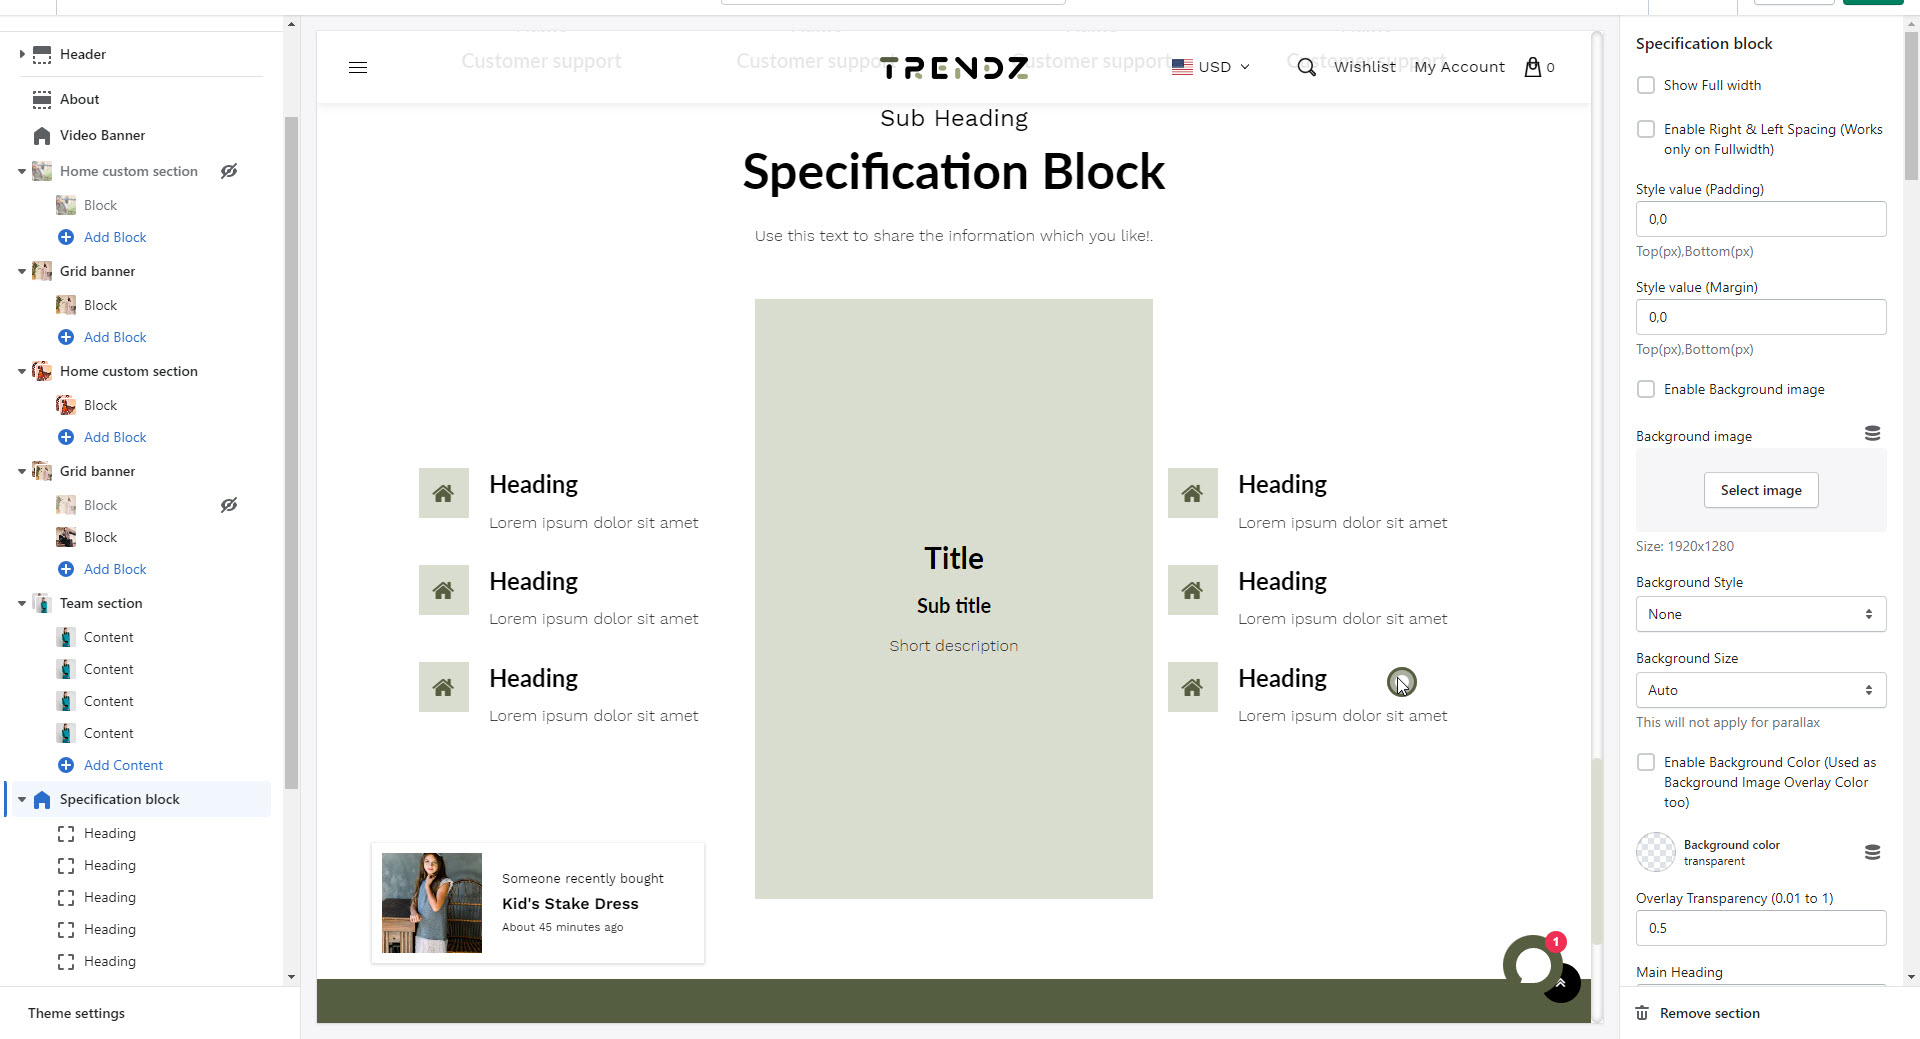 Header
About
Video Banner
Home custom section
Block
Add Block
Grid banner
Block
Add Block
Home custom section
Block
Add Block
Grid banner
Block
Block
Add Block
Team section
Content
Content
Content
Content
Add Content
Specification block
Heading
Heading
Heading
Heading
Heading
Theme settings
Customer support
Customer support
Customer support
Customer support
TRENDZ
USD
Wishlist
My Account
0
Sub Heading
Specification Block
Use this text to share the information which you like!.
Heading
Lorem ipsum dolor sit amet
Heading
Lorem ipsum dolor sit amet
Heading
Lorem ipsum dolor sit amet
Title
Sub title
Short description
Heading
Lorem ipsum dolor sit amet
Heading
Lorem ipsum dolor sit amet
Heading
Lorem ipsum dolor sit amet
Someone recently bought
Kid's Stake Dress
About 45 minutes ago
1
Specification block
Show Full width
Enable Right & Left Spacing (Works
only on Fullwidth)
Style value (Padding)
0,0
Top(px),Bottom(px)
Style value (Margin)
0,0
Top(px),Bottom(px)
Enable Background image
Background image
Select image
Size: 1920x1280
Background Style
None
Background Size
Auto
This will not apply for parallax
Enable Background Color (Used as
Background Image Overlay Color
too)
Background color
transparent
Overlay Transparency (0.01 to 1)
0.5
Main Heading
Remove section